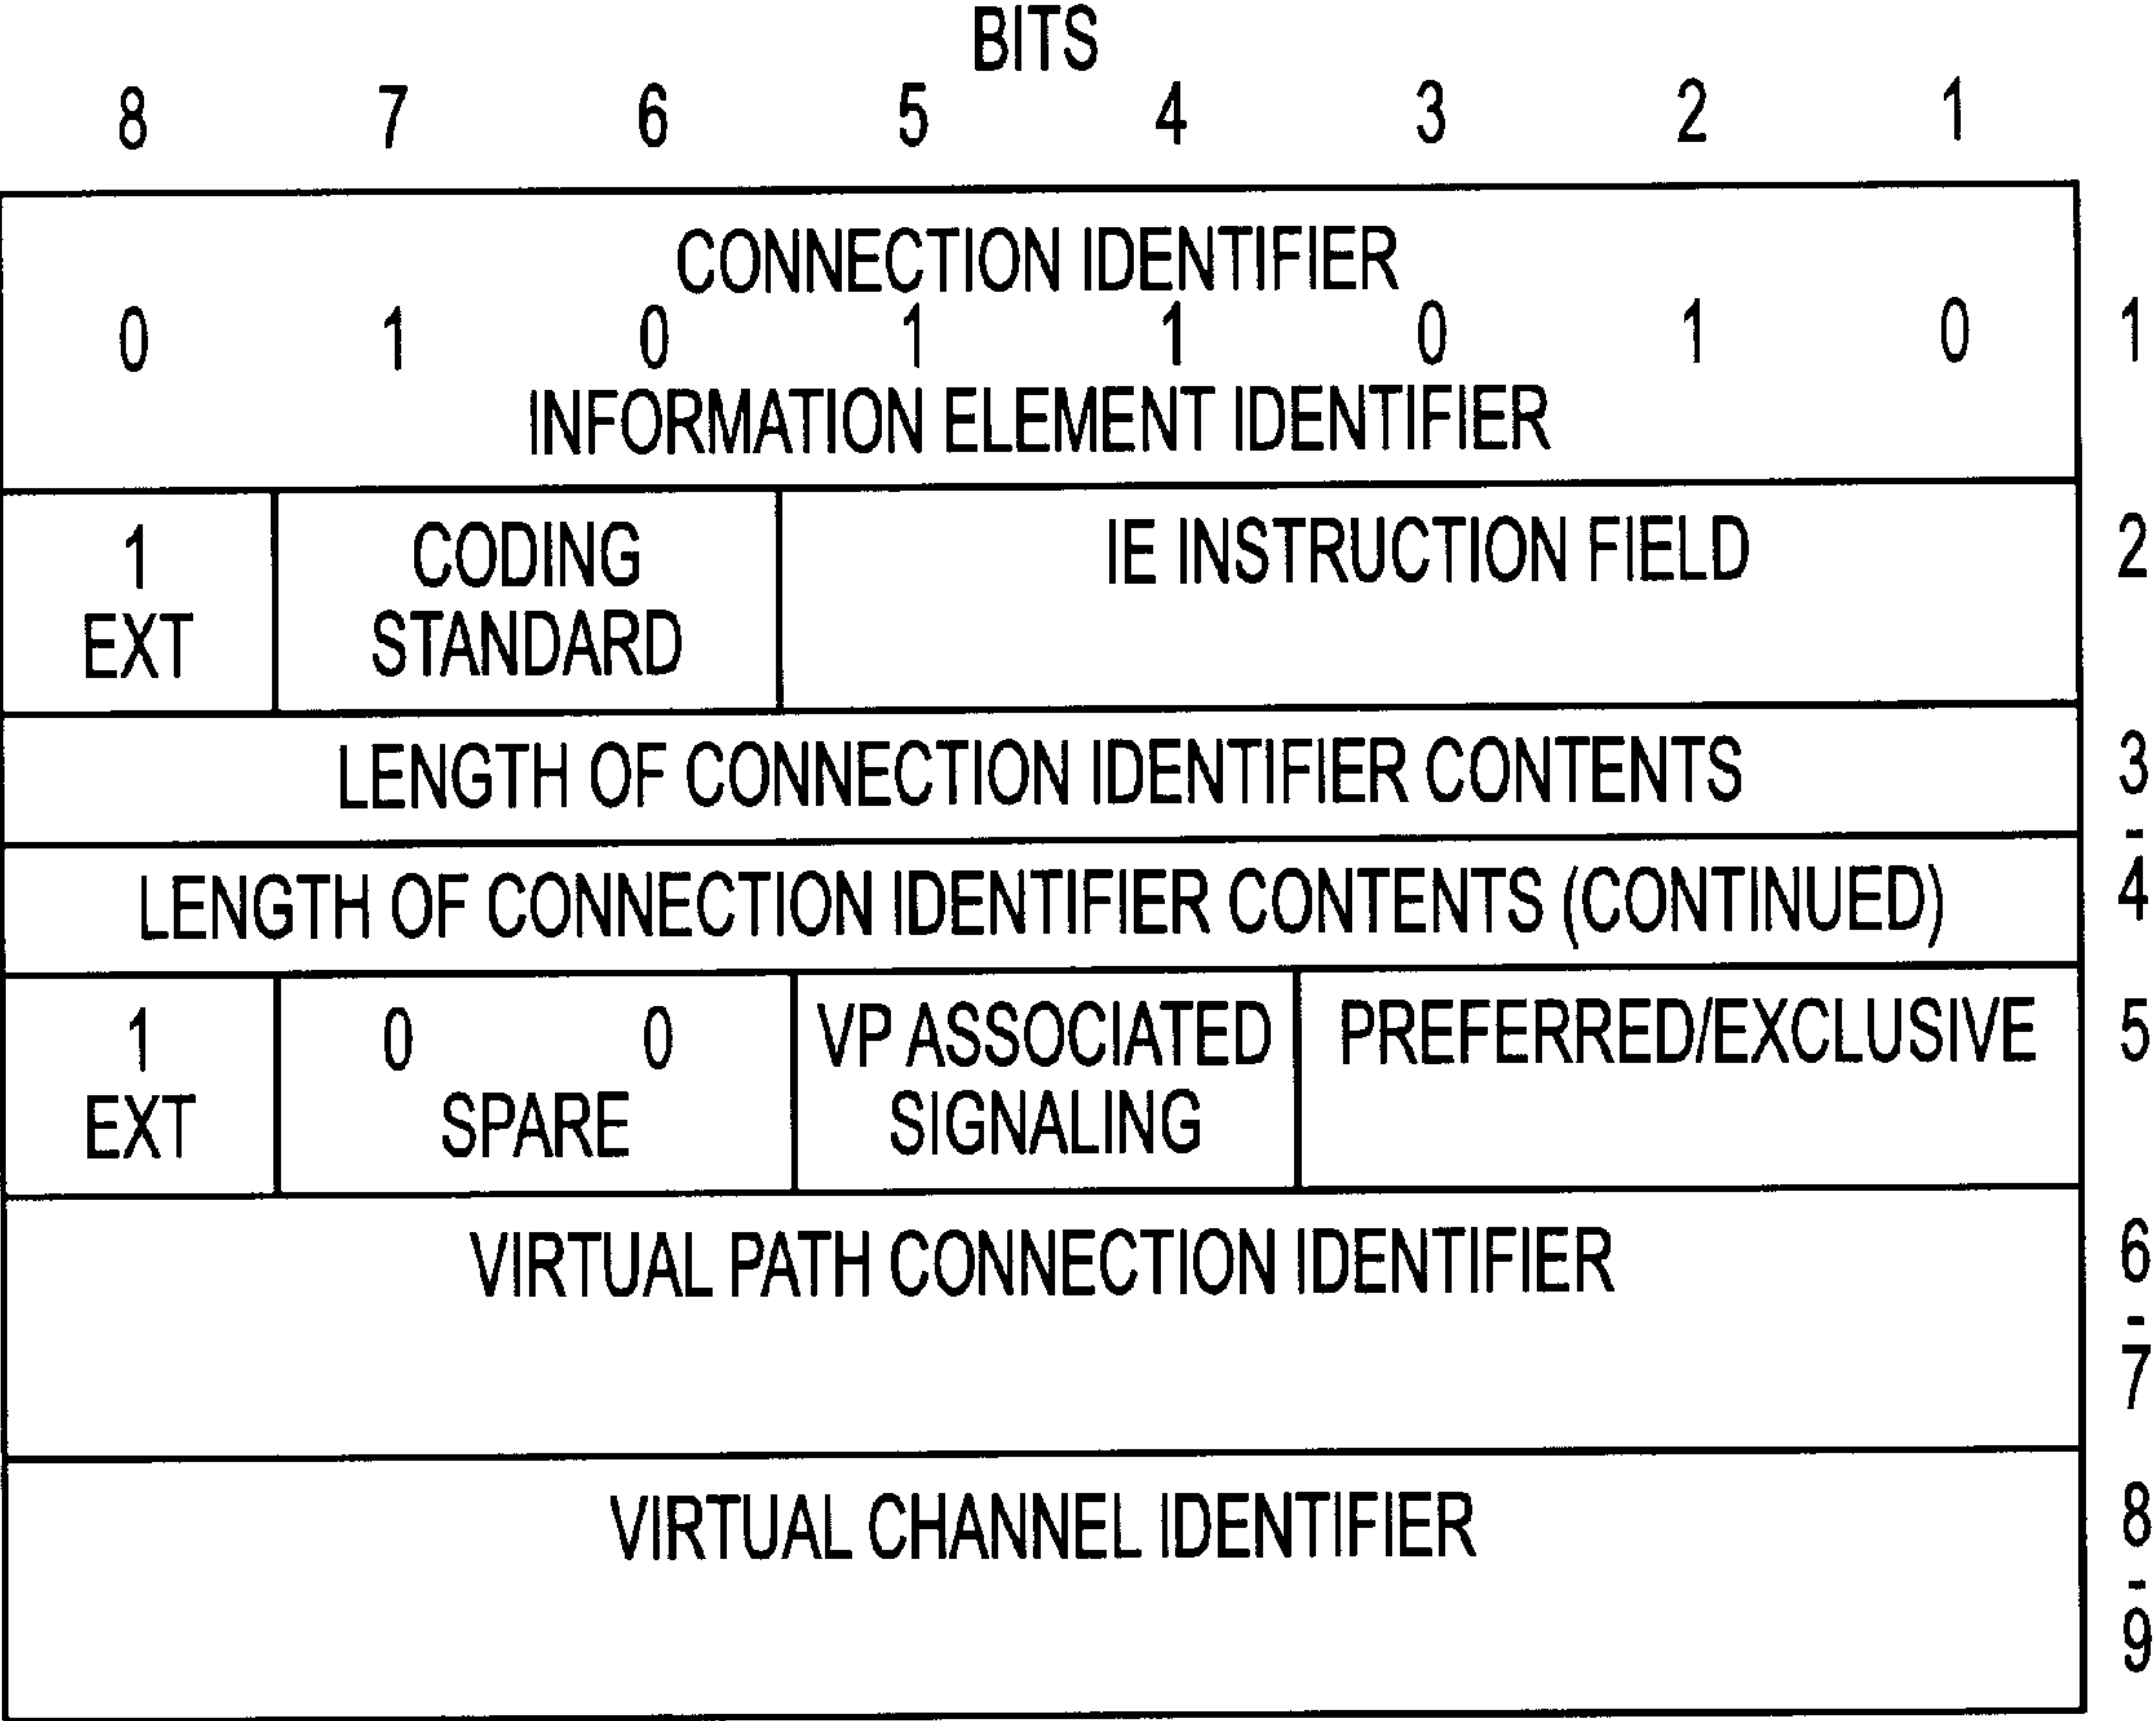 BITS
8 7 6 5 4 3 2 1
CONNECTION IDENTIFIER
0 1 0 1 1 0 1 0 1
INFORMATION ELEMENT IDENTIFIER
1 CODING IE INSTRUCTION FIELD 2
EXT STANDARD
LENGTH OF CONNECTION IDENTIFIER CONTENTS 3
-
LENGTH OF CONNECTION IDENTIFIER CONTENTS (CONTINUED) 4
1 0 0 VP ASSOCIATED PREFERRED/EXCLUSIVE 5
EXT SPARE SIGNALING
VIRTUAL PATH CONNECTION IDENTIFIER 6
-
7
VIRTUAL CHANNEL IDENTIFIER 8
-
9